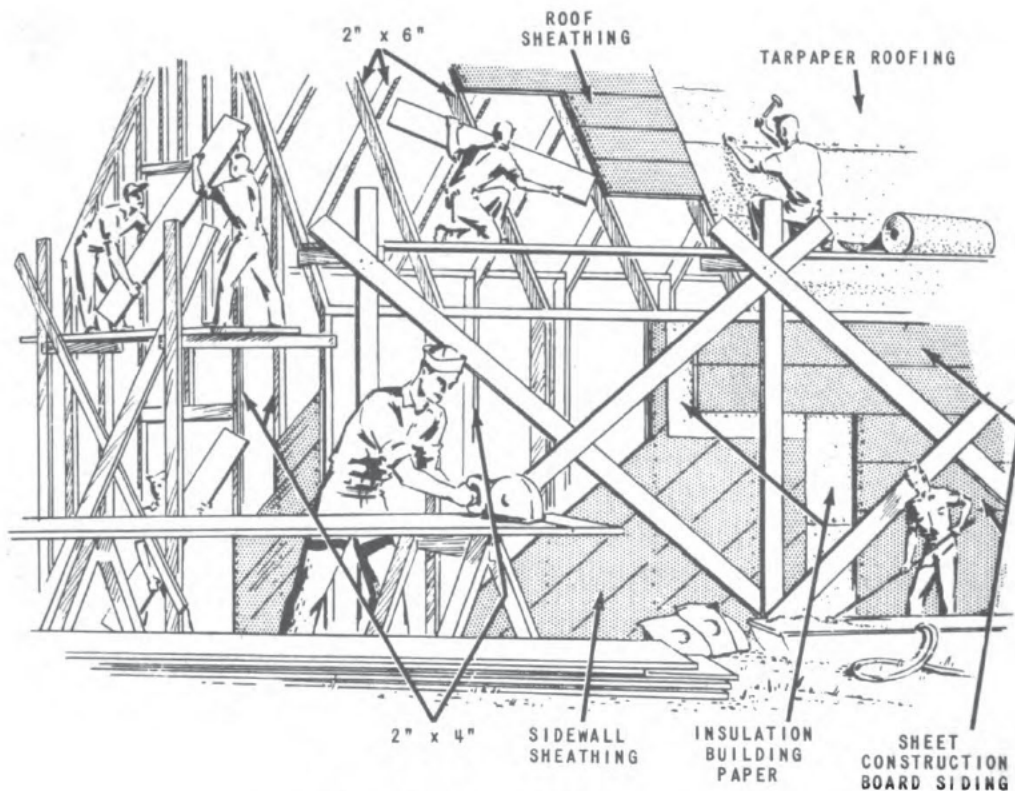 2" x 6"
ROOF
SHEATHING
TARPAPER ROOFING
2" x 4"
SIDEWALL
SHEATHING
INSULATION
BUILDING
PAPER
SHEET
CONSTRUCTION
BOARD SIDING